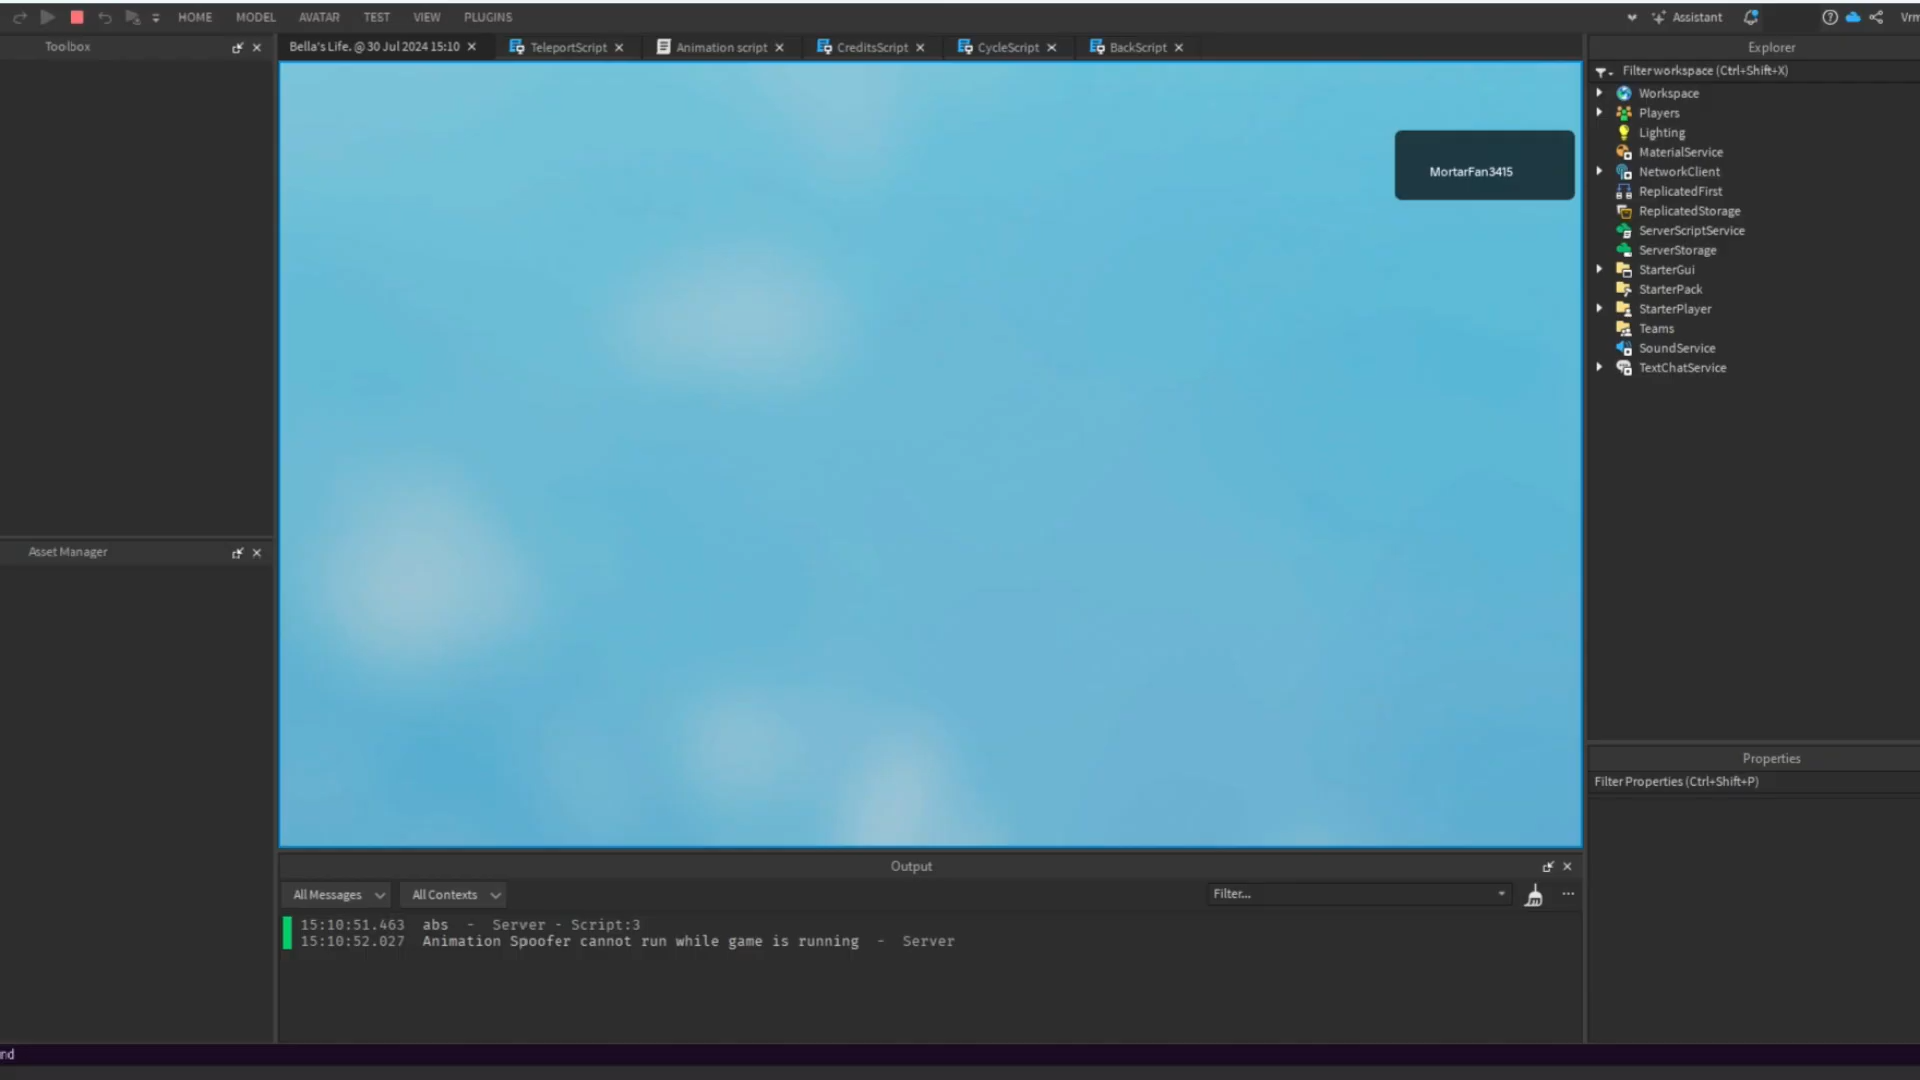 HOME MODEL AVATAR TEST VIEW PLUGINS Assistant
Toolbox
Bella's Life. @ 30 Jul 2024 15:10 TeleportScript Animation script CreditsScript CycleScript BackScript
Explorer
Filter workspace (Ctrl+Shift+X)
Workspace
Players
Lighting
MaterialService
NetworkClient
ReplicatedFirst
ReplicatedStorage
ServerScriptService
ServerStorage
StarterGui
StarterPack
StarterPlayer
Teams
SoundService
TextChatService
MortarFan3415
Asset Manager
Properties
Filter Properties (Ctrl+Shift+P)
Output
All Messages All Contexts Filter...
15:10:51.463 abs - Server - Script:3
15:10:52.027 Animation Spoofer cannot run while game is running - Server